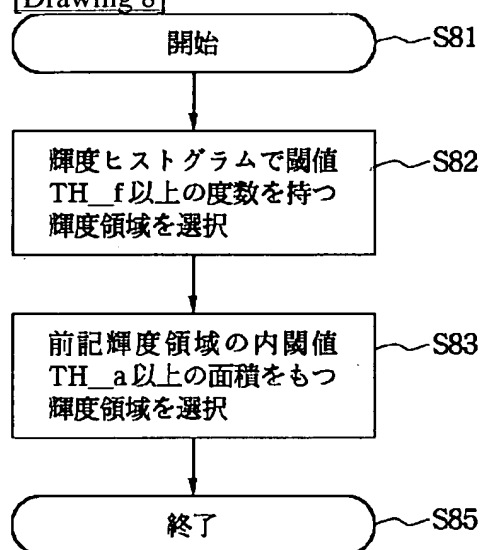 [Drawing 8]
開始
S81
輝度ヒストグラムで閾値
TH_f以上の度数を持つ
輝度領域を選択
S82
前記輝度領域の内閾値
TH_a以上の面積をもつ
輝度領域を選択
S83
終了
S85